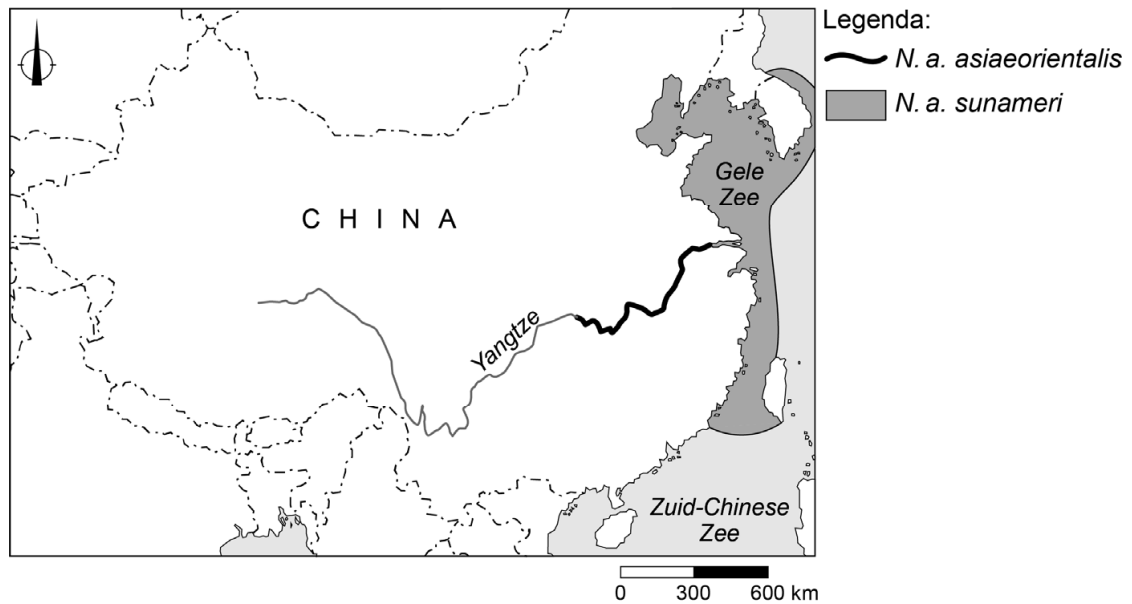 Legenda:
N. a. asiaeorientalis
N. a. sunameri
Gele
Zee
CHINA
Yangtze
Zuid-Chinese
Zee
0 300 600 km